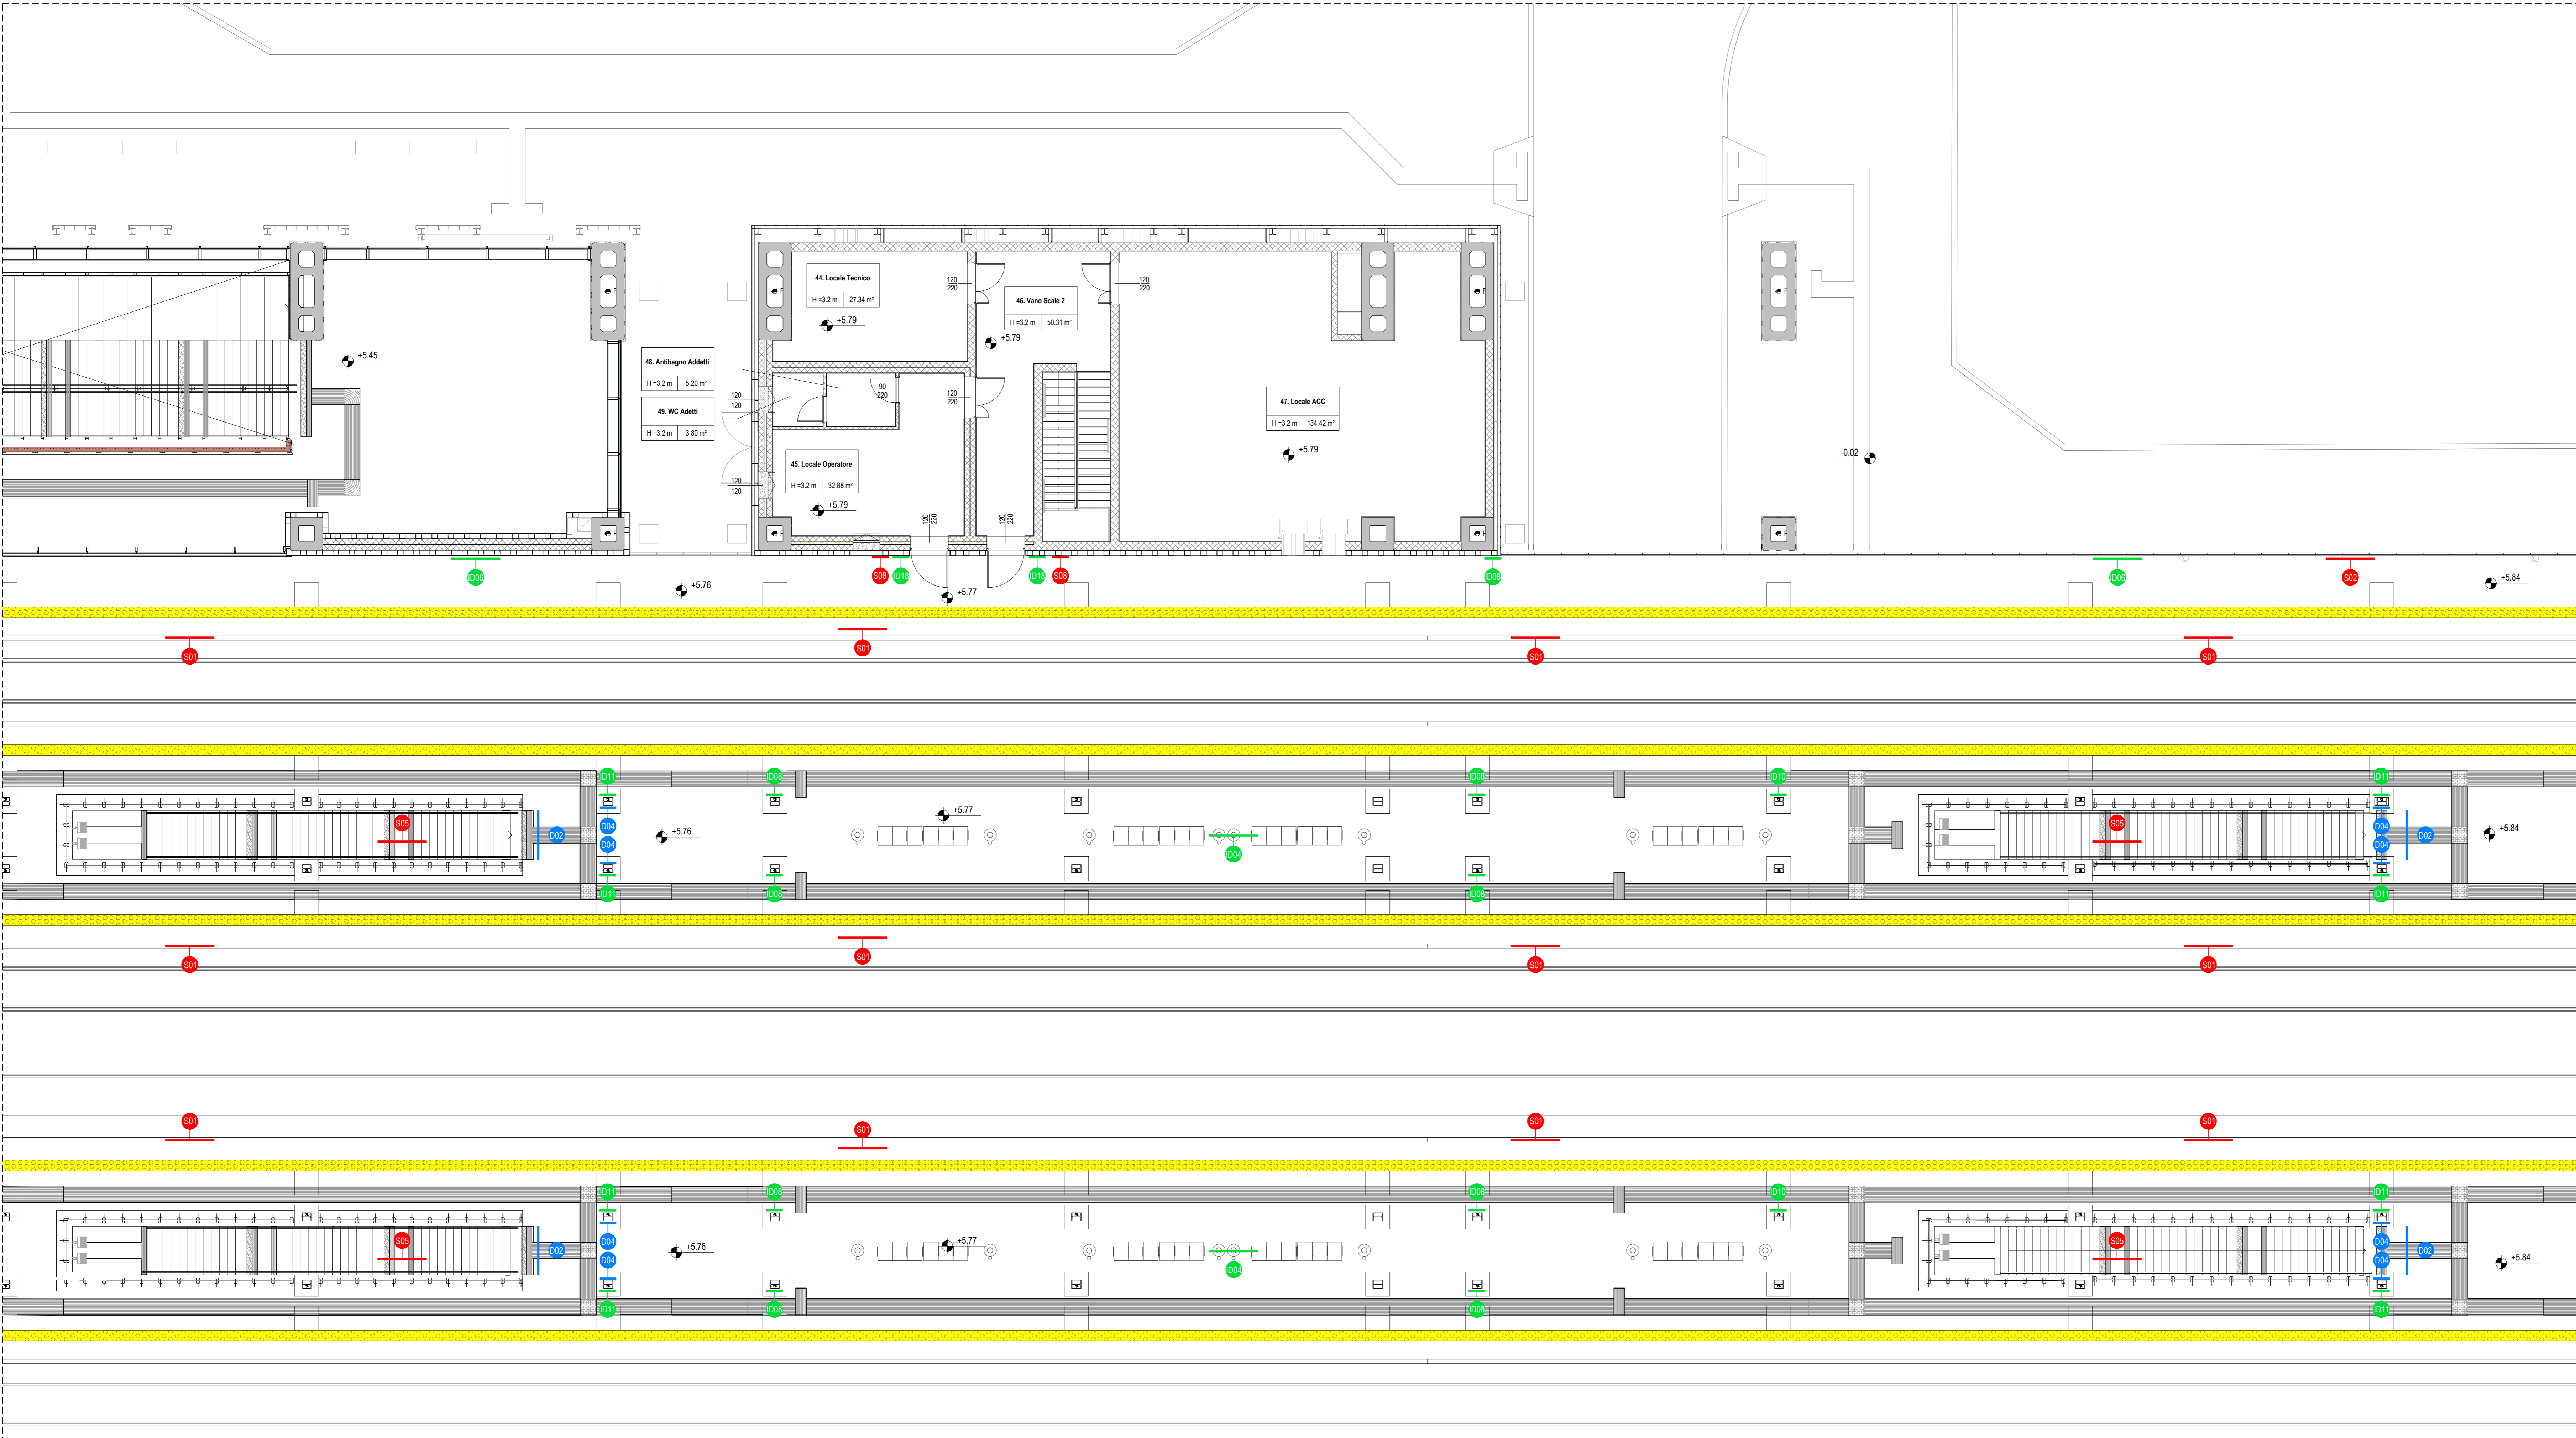 44. Locale Tecnico
H =3.2 m 27.34 m²
+5.79
120
220
46. Vano Scale 2
H =3.2 m 50.31 m²
+5.79
120
220
+5.45
48. Antibagno Addetti
H =3.2 m 5.20 m²
49. WC Adetti
H =3.2 m 3.80 m²
90
220
120
220
120
120
47. Locale ACC
H =3.2 m 134.42 m²
+5.79
-0.02
45. Locale Operatore
H =3.2 m 32.88 m²
+5.79
120
120
120
220
120
220
ID06
S08
ID18
ID18
S08
ID08
ID06
S02
+5.76
+5.77
+5.84
S01
S01
S01
S01
ID11
ID08
ID08
ID10
ID11
S05
D02
D04
D04
+5.76
+5.77
ID04
S05
D04
D04
D02
+5.84
ID11
ID08
ID08
ID11
S01
S01
S01
S01
S01
S01
S01
S01
ID11
ID08
ID08
ID10
ID11
S05
D02
D04
D04
+5.76
+5.77
ID04
S05
D04
D04
D02
+5.84
ID11
ID08
ID08
ID11